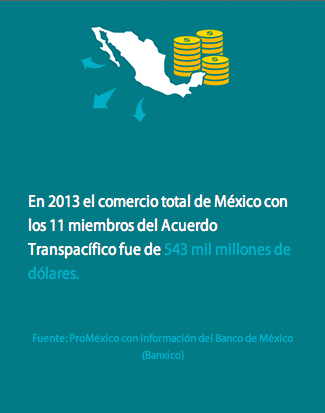 En 2013 el comercio total de México con
los 11 miembros del Acuerdo
Transpacífico fue de 543 mil millones de
dólares.
Fuente: ProMéxico con información del Banco de México
(Banxico)